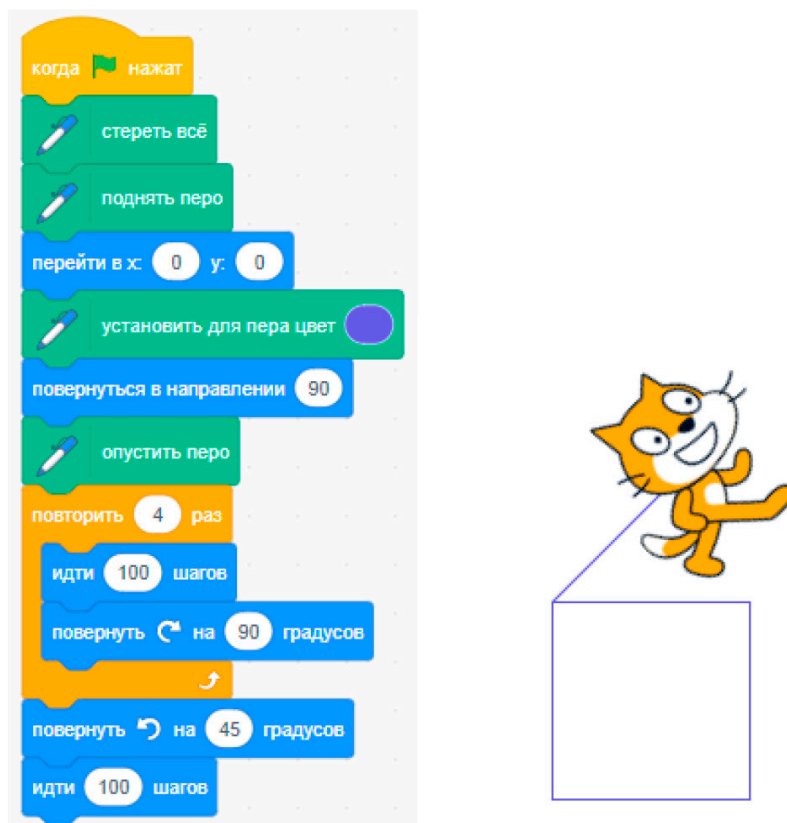 когда нажат
стереть всё
поднять перо
перейти в x: 0 y: 0
установить для пера цвет
повернуться в направлении 90
опустить перо
повторить 4 раз
идти 100 шагов
повернуть на 90 градусов
повернуть на 45 градусов
идти 100 шагов